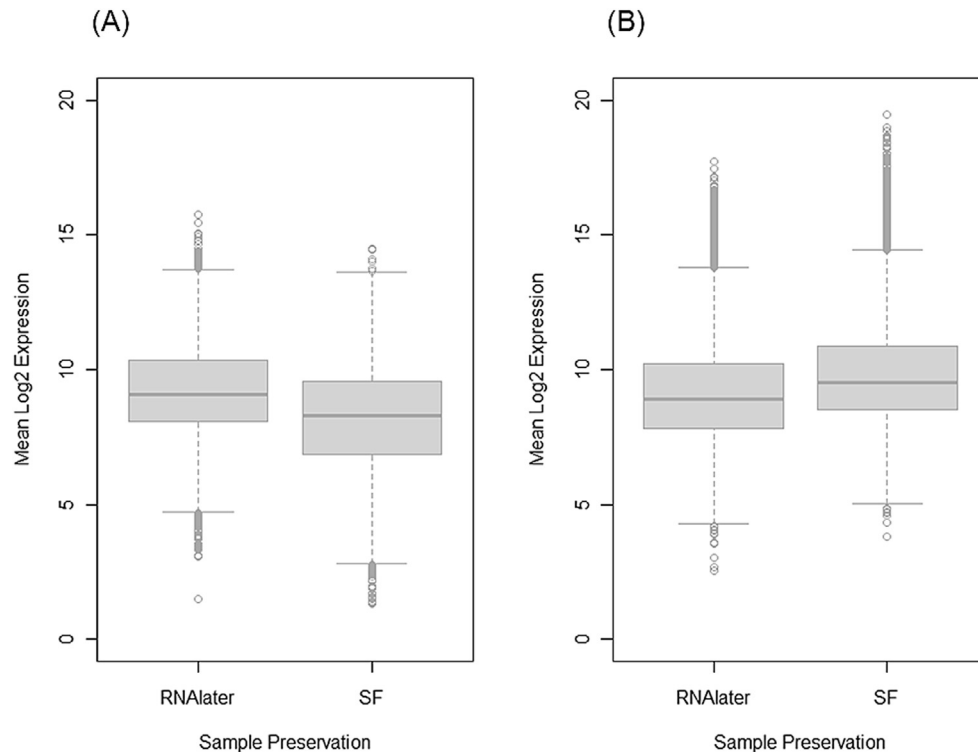 (A)
(B)
20
15
10
5
0
Mean Log2 Expression
RNAlater
SF
Sample Preservation
20
15
10
5
0
Mean Log2 Expression
RNAlater
SF
Sample Preservation